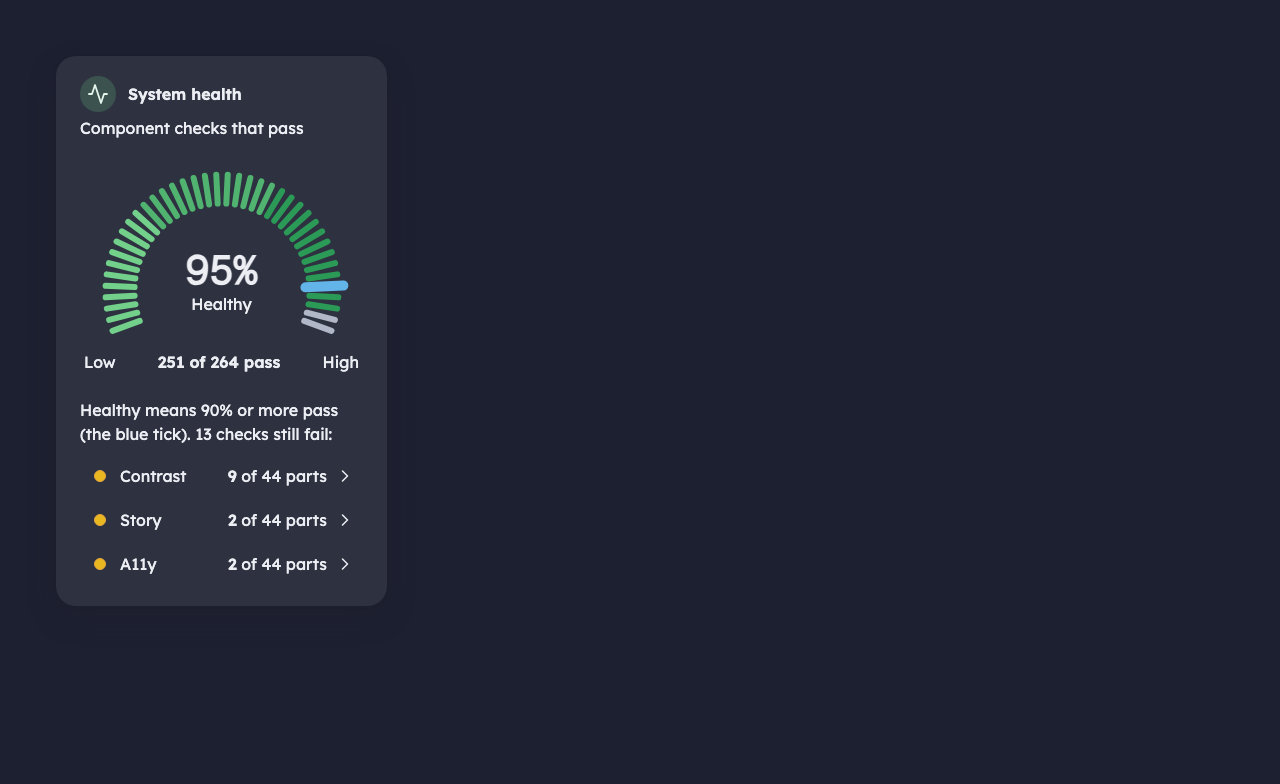 System health
Component checks that pass
95%
Healthy
Low 251 of 264 pass High
Healthy means 90% or more pass
(the blue tick). 13 checks still fail:
Contrast 9 of 44 parts
Story 2 of 44 parts
A11y 2 of 44 parts